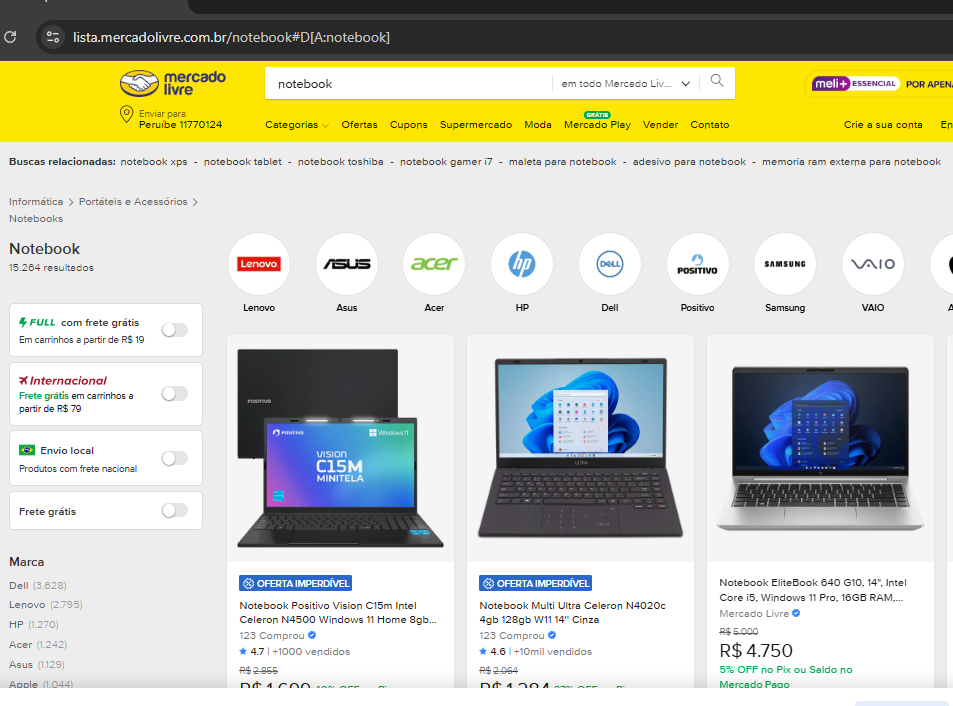 lista.mercadolivre.com.br/notebook#D[A:notebook]
mercado
livre
notebook
em todo Mercado Liv...
meli+ ESSENCIAL
Enviar para
Peruíbe 11770124
GRÁTIS
Categorias Ofertas Cupons Supermercado Moda Mercado Play Vender Contato
Crie a sua conta
Buscas relacionadas: notebook xps - notebook tablet - notebook toshiba - notebook gamer i7 - maleta para notebook - adesivo para notebook - memoria ram externa para notebook
Informática > Portáteis e Acessórios >
Notebooks
Notebook
15.264 resultados
Lenovo ASUS acer hp DELL POSITIVO SAMSUNG VAIO
Lenovo Asus Acer HP Dell Positivo Samsung VAIO
FULL com frete grátis
Em carrinhos a partir de R$ 19
Internacional
Frete grátis em carrinhos a
partir de R$ 79
Envio local
Produtos com frete nacional
Frete grátis
Marca
Dell (3.628)
Lenovo (2.795)
HP (1.270)
Acer (1.242)
Asus (1.129)
Apple (1.044)
POSITIVO
POSITIVO
Windows 11
VISION
C15M
MINITELA
OFERTA IMPERDÍVEL
Notebook Positivo Vision C15m Intel
Celeron N4500 Windows 11 Home 8gb...
123 Comprou
4.7 | +1000 vendidos
R$ 2.855
ULTRA
OFERTA IMPERDÍVEL
Notebook Multi Ultra Celeron N4020c
4gb 128gb W11 14" Cinza
123 Comprou
4.6 | +10mil vendidos
R$ 2.064
Notebook EliteBook 640 G10, 14", Intel
Core i5, Windows 11 Pro, 16GB RAM,...
Mercado Livre
R$ 5.000
R$ 4.750
5% OFF no Pix ou Saldo no
Mercado Pago